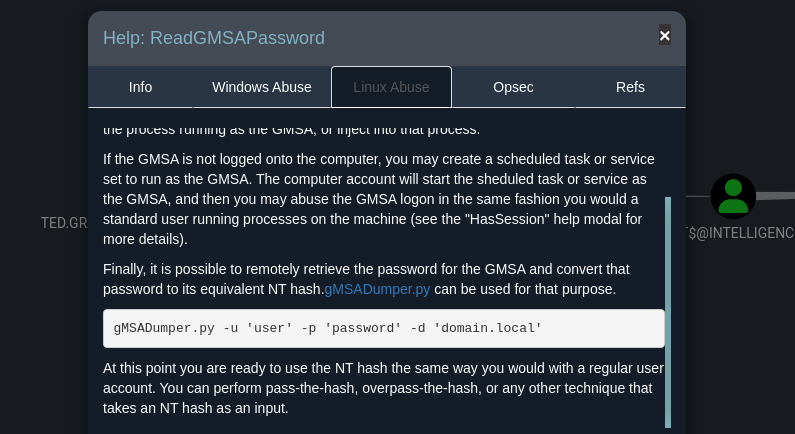 Help: ReadGMSAPassword
×
Info
Windows Abuse
Linux Abuse
Opsec
Refs
the process running as the GMSA, or inject into that process.
If the GMSA is not logged onto the computer, you may create a scheduled task or service
set to run as the GMSA. The computer account will start the sheduled task or service as
the GMSA, and then you may abuse the GMSA logon in the same fashion you would a
standard user running processes on the machine (see the "HasSession" help modal for
more details).
Finally, it is possible to remotely retrieve the password for the GMSA and convert that
password to its equivalent NT hash.gMSADumper.py can be used for that purpose.
gMSADumper.py -u 'user' -p 'password' -d 'domain.local'
At this point you are ready to use the NT hash the same way you would with a regular user
account. You can perform pass-the-hash, overpass-the-hash, or any other technique that
takes an NT hash as an input.
TED.GR
T$@INTELLIGENC